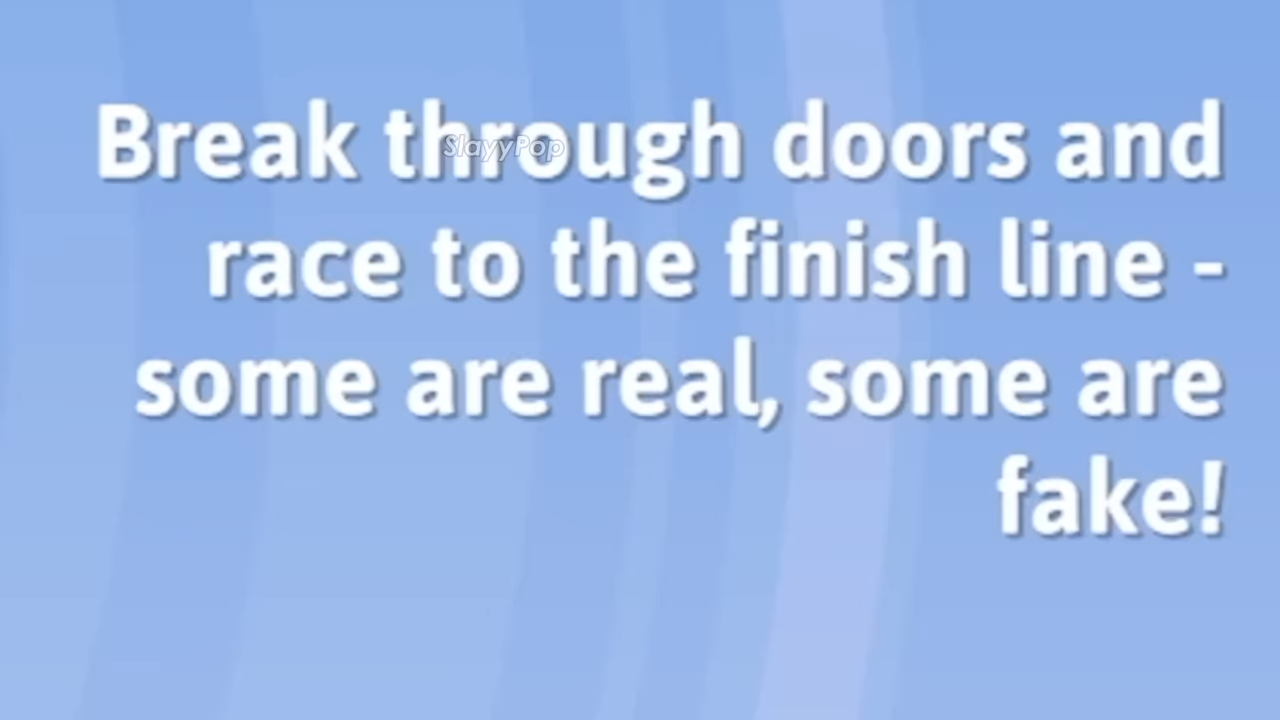 Break through doors and
SlayyPop
race to the finish line -
some are real, some are
fake!